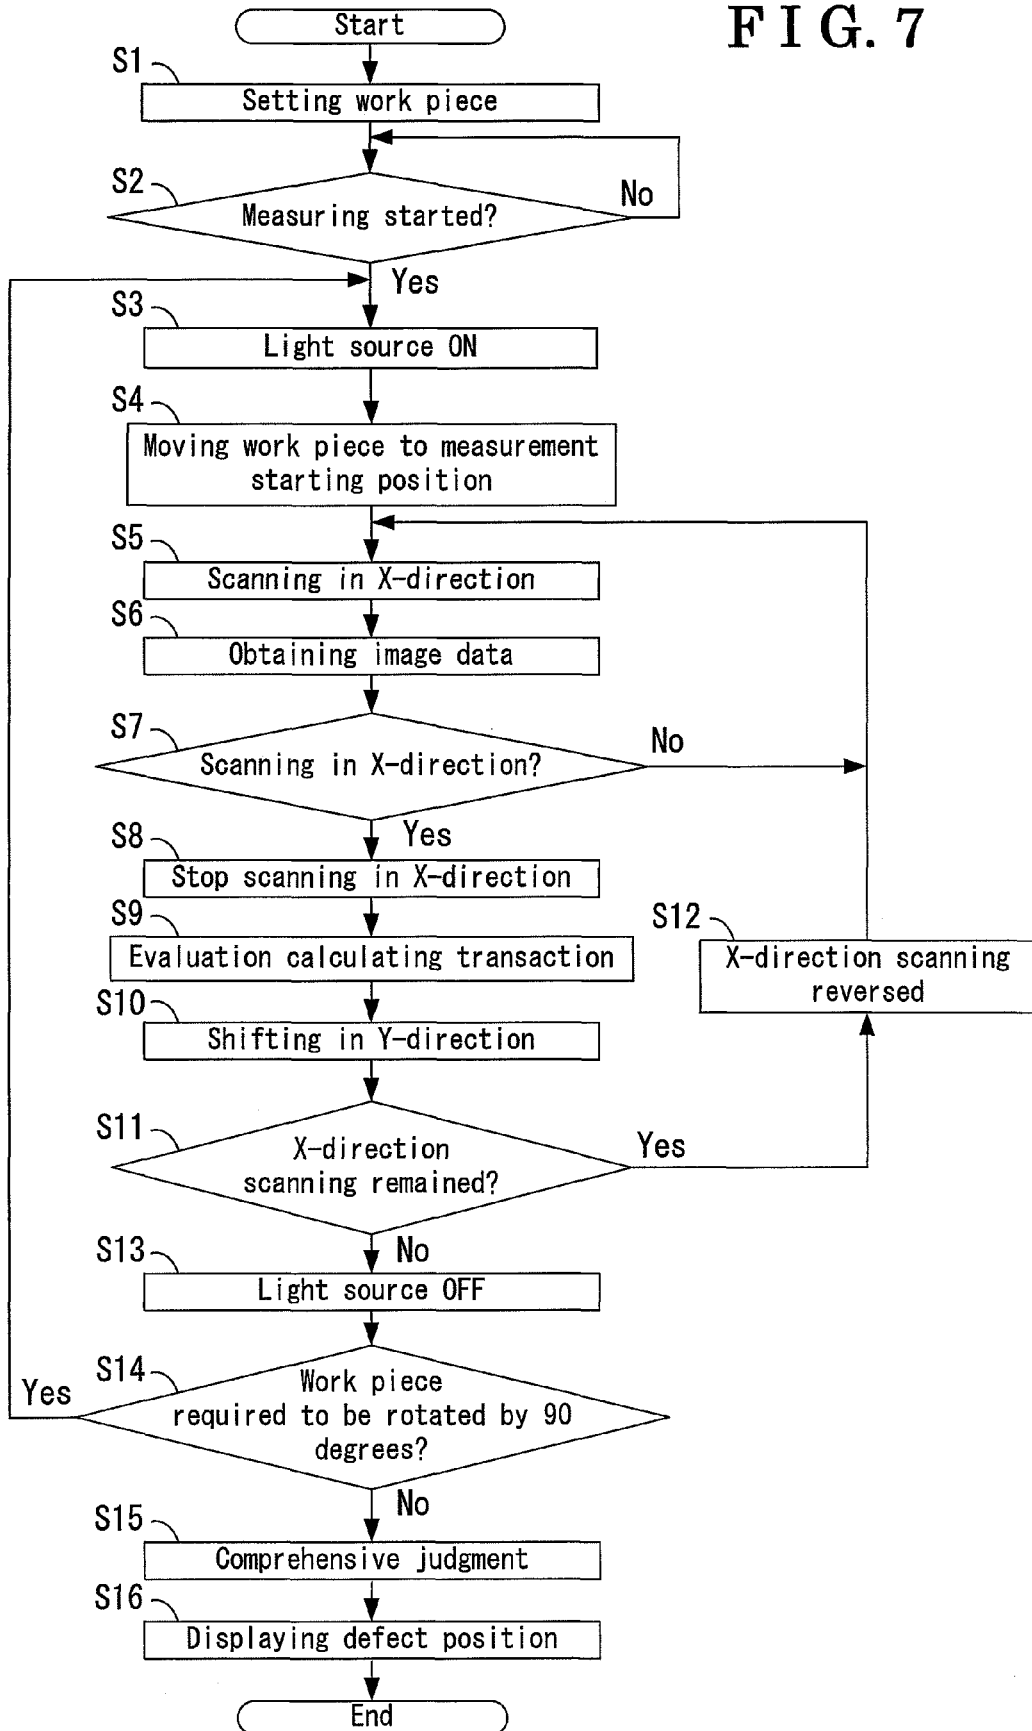 FIG. 7
Start
S1
Setting work piece
S2
Measuring started?
No
Yes
S3
Light source ON
S4
Moving work piece to measurement
starting position
S5
Scanning in X-direction
S6
Obtaining image data
S7
Scanning in X-direction?
No
Yes
S8
Stop scanning in X-direction
S9
Evaluation calculating transaction
S12
X-direction scanning
reversed
S10
Shifting in Y-direction
S11
X-direction
scanning remained?
Yes
No
S13
Light source OFF
S14
Work piece
required to be rotated by 90
degrees?
Yes
No
S15
Comprehensive judgment
S16
Displaying defect position
End